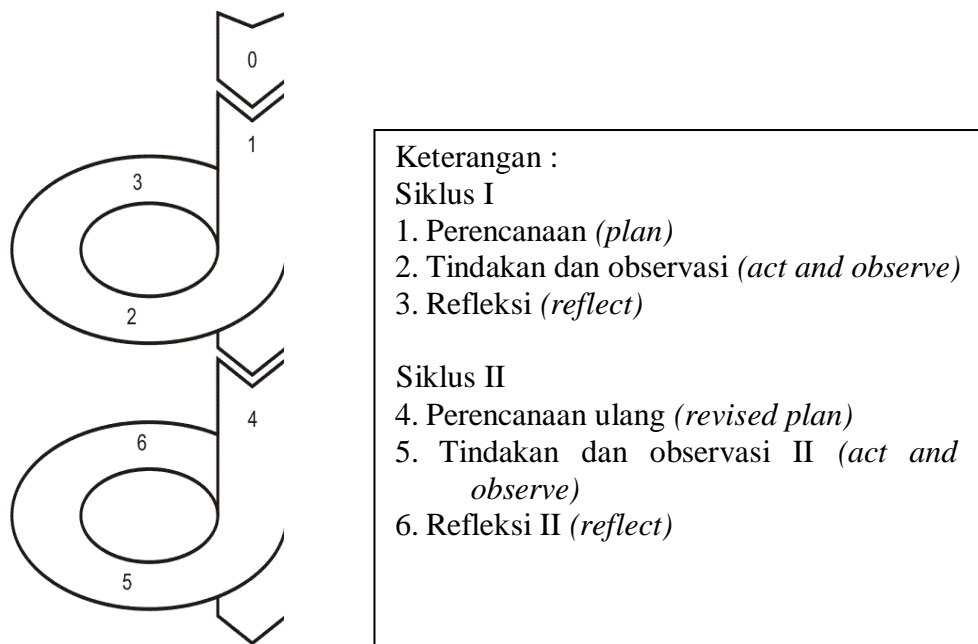 0
1
3
2
4
6
5
Keterangan :
Siklus I
1. Perencanaan (plan)
2. Tindakan dan observasi (act and observe)
3. Refleksi (reflect)
Siklus II
4. Perencanaan ulang (revised plan)
5. Tindakan dan observasi II (act and
observe)
6. Refleksi II (reflect)